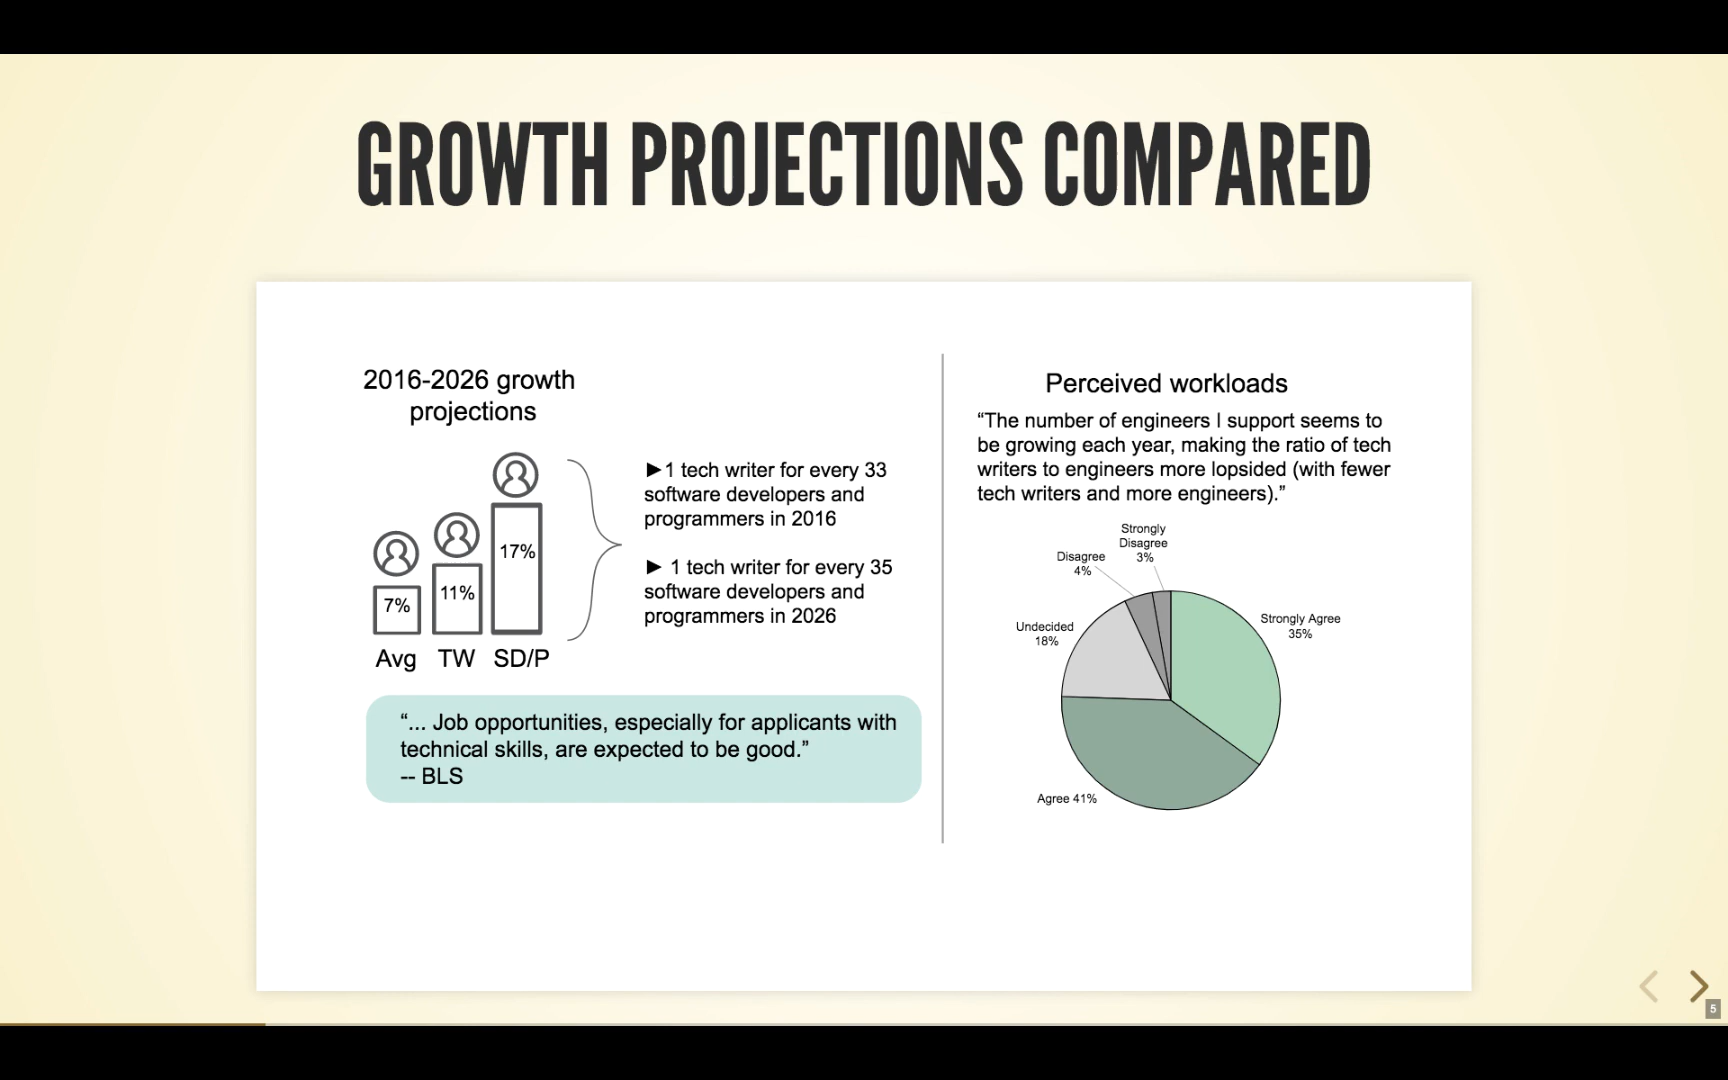 GROWTH PROJECTIONS COMPARED
2016-2026 growth
projections
7%
11%
17%
Avg
TW
SD/P
►1 tech writer for every 33
software developers and
programmers in 2016
► 1 tech writer for every 35
software developers and
programmers in 2026
“... Job opportunities, especially for applicants with
technical skills, are expected to be good.”
-- BLS
Perceived workloads
“The number of engineers I support seems to
be growing each year, making the ratio of tech
writers to engineers more lopsided (with fewer
tech writers and more engineers).”
Strongly
Disagree
3%
Disagree
4%
Undecided
18%
Strongly Agree
35%
Agree 41%
5